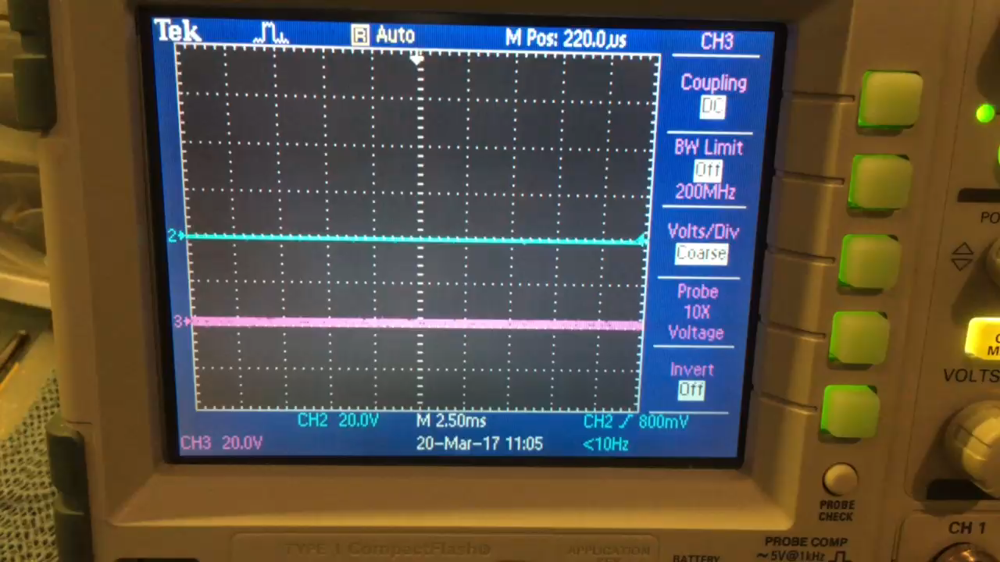 Tek
R Auto
M Pos: 220.0µs
CH3
Coupling
DC
BW Limit
Off
200MHz
Volts/Div
Coarse
Probe
10X
Voltage
Invert
Off
2
3
CH2 20.0V
M 2.50ms
CH2 800mV
CH3 20.0V
20-Mar-17 11:05
<10Hz
VOLTS
PROBE
CHECK
CH 1
PROBE COMP
~5V@1kHz
TYPE 1 CompactFlash®
APPLICATION
KEY
BATTERY